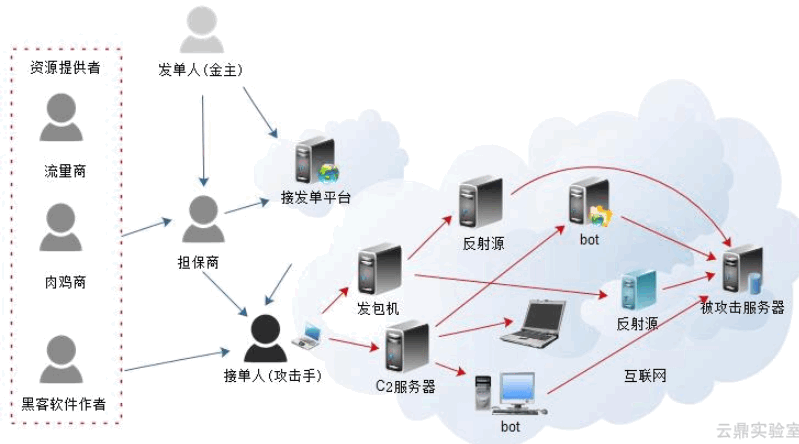 资源提供者
流量商
肉鸡商
黑客软件作者
发单人(金主)
担保商
接发单平台
接单人(攻击手)
发包机
C2服务器
反射源
bot
反射源
被攻击服务器
互联网
bot
云鼎实验室